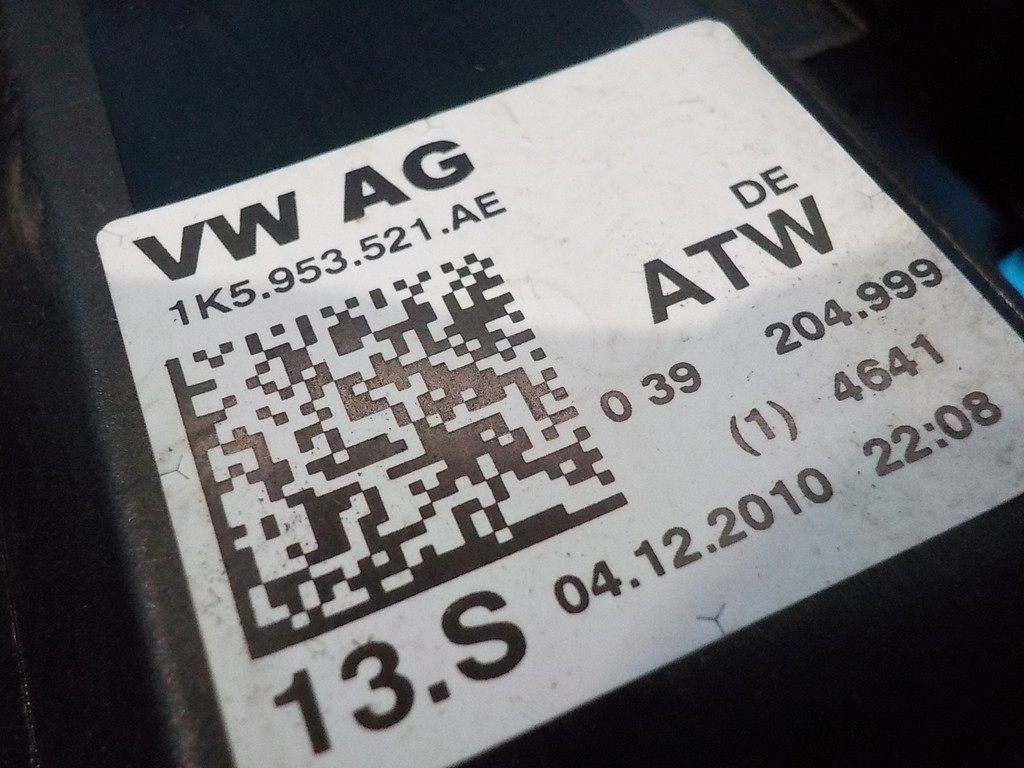 VW AG
1K5.953.521.AE
DE
ATW
204.999
0 39
(1) 4641
04.12.2010 22:08
13.S